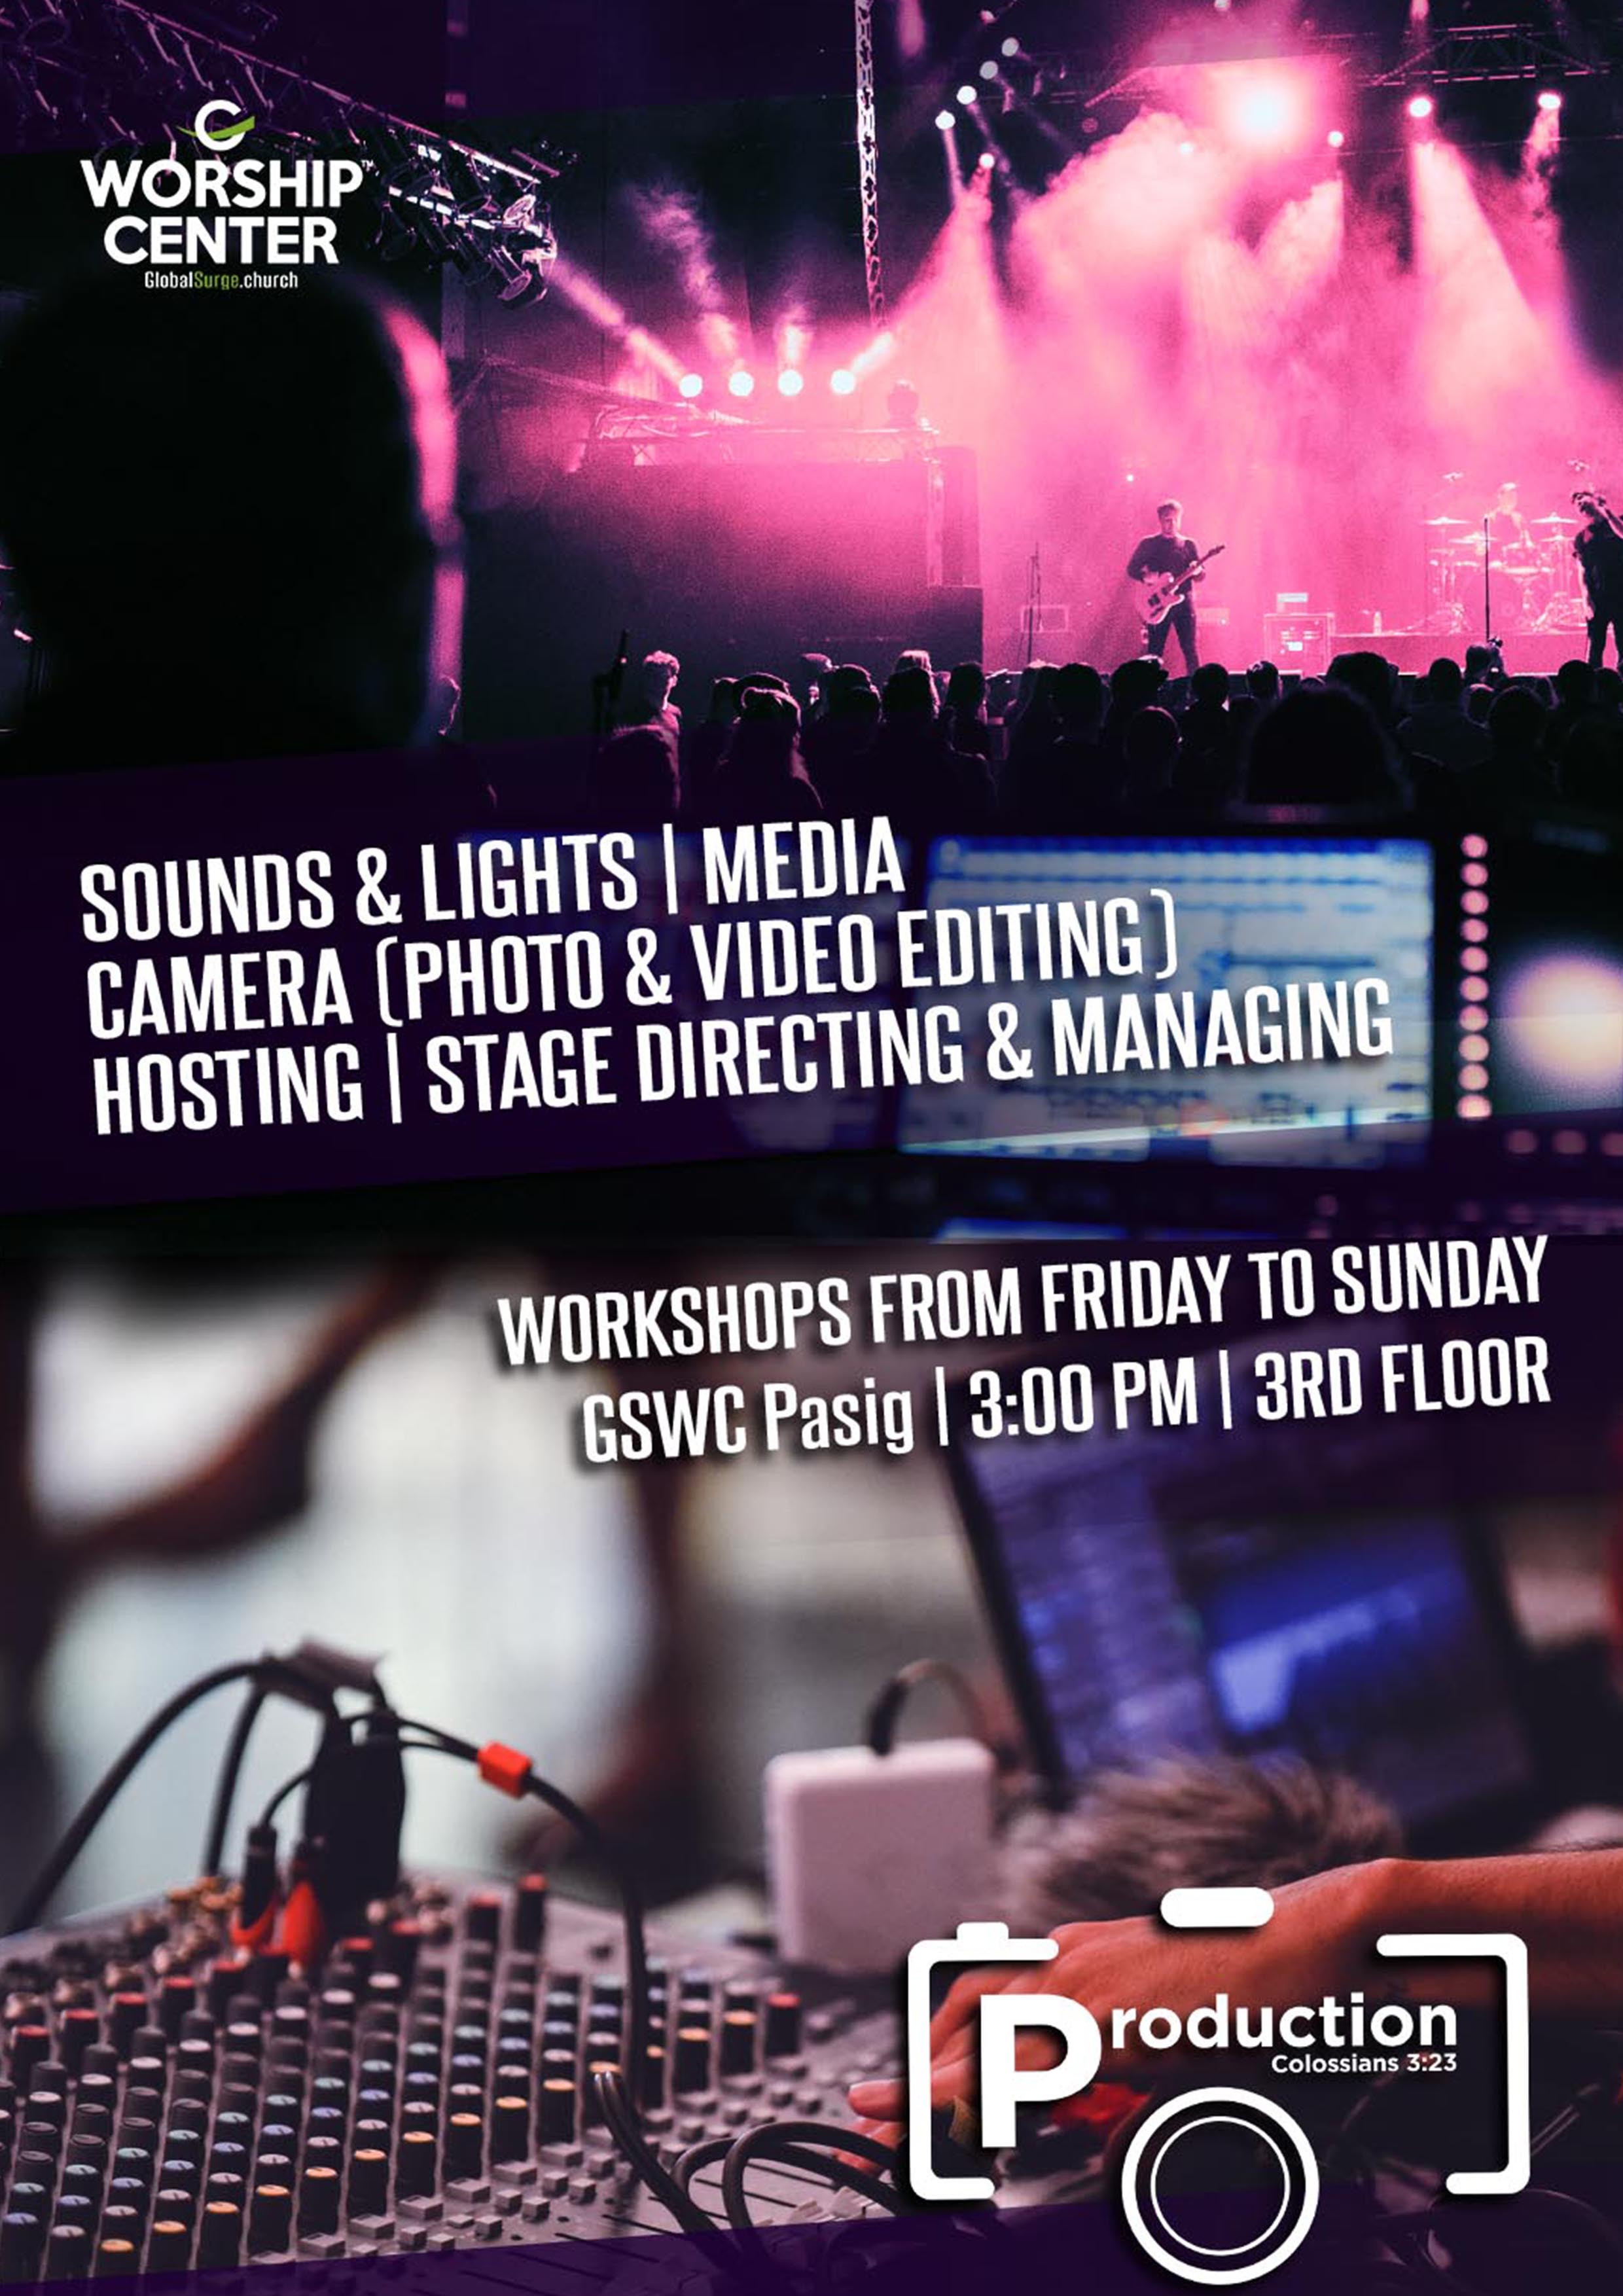 WORSHIP™
CENTER
GlobalSurge.church
SOUNDS & LIGHTS | MEDIA
CAMERA (PHOTO & VIDEO EDITING)
HOSTING | STAGE DIRECTING & MANAGING
WORKSHOPS FROM FRIDAY TO SUNDAY
GSWC Pasig | 3:00 PM | 3RD FLOOR
Production
Colossians 3:23